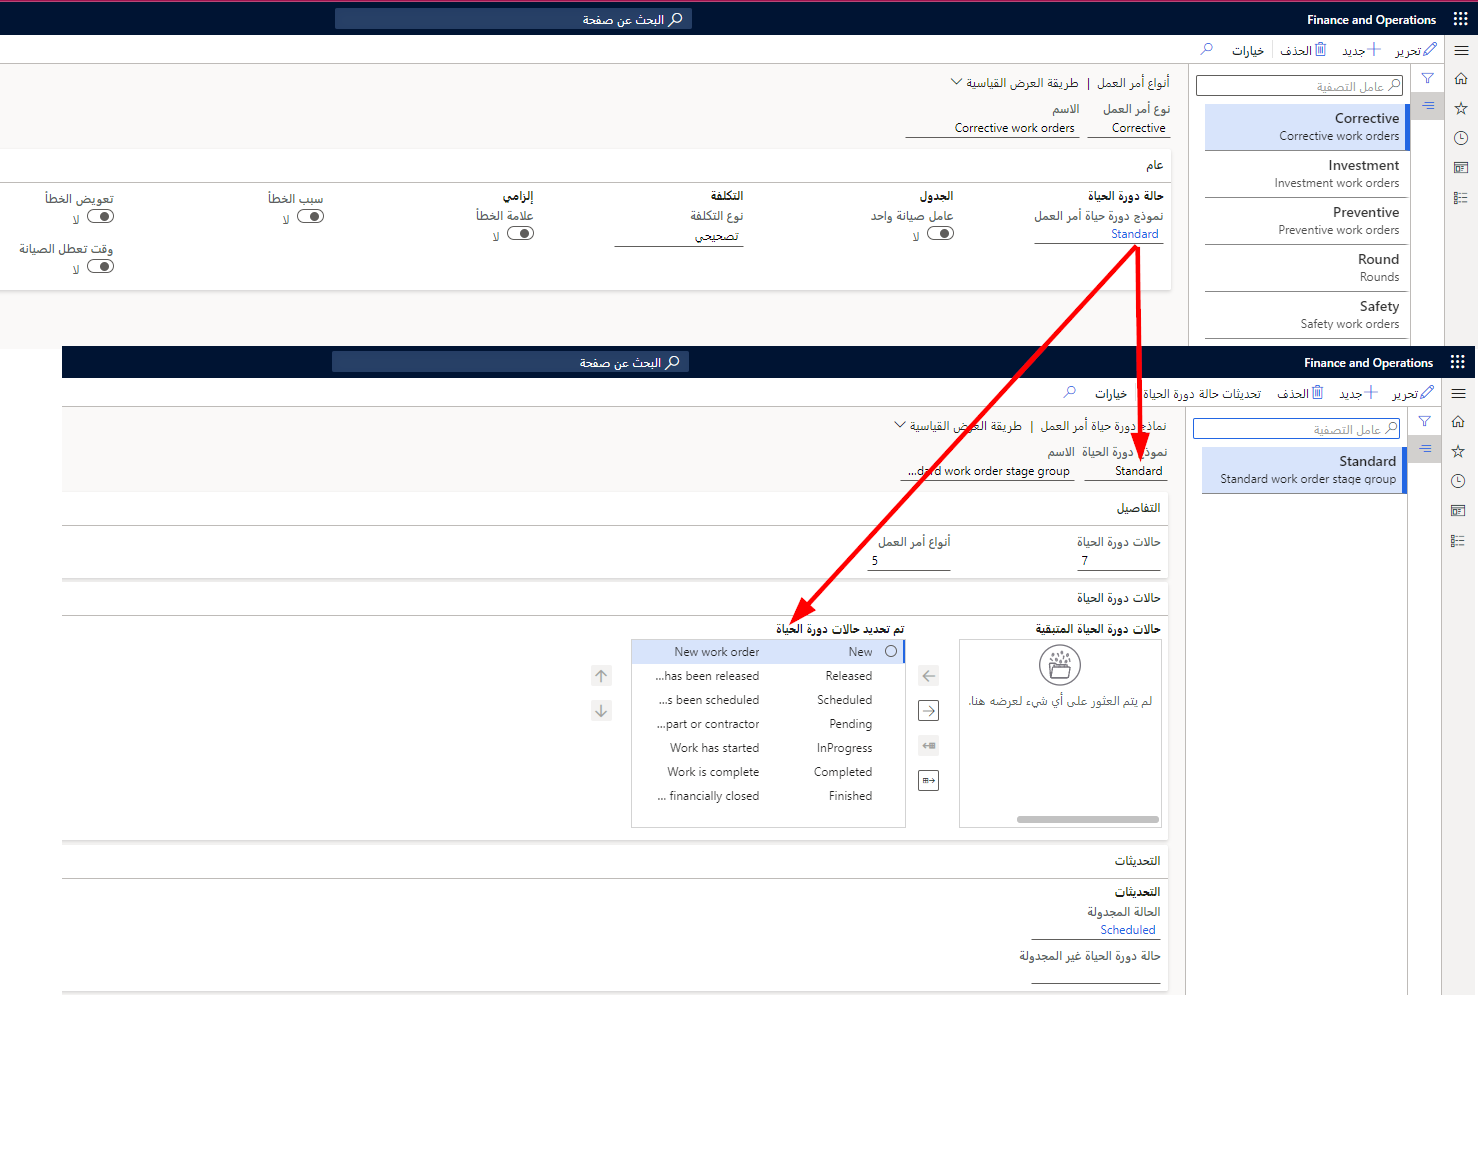 Finance and Operations
البحث عن صفحة
تحرير
جديد
الحذف
خيارات
عامل التصفية
Corrective
Corrective work orders
Investment
Investment work orders
Preventive
Preventive work orders
Round
Rounds
Safety
Safety work orders
أنواع أمر العمل | طريقة العرض القياسية
نوع أمر العمل
Corrective
الاسم
Corrective work orders
عام
حالة دورة الحياة
نموذج دورة حياة أمر العمل
Standard
الجدول
عامل صيانة واحد
لا
التكلفة
نوع التكلفة
تصحيحي
إلزامي
علامة الخطأ
لا
سبب الخطأ
لا
تعويض الخطأ
لا
وقت تعطل الصيانة
لا
Finance and Operations
البحث عن صفحة
تحرير
جديد
الحذف
تحديثات حالة دورة الحياة
خيارات
عامل التصفية
Standard
Standard work order stage group
نماذج دورة حياة أمر العمل | طريقة العرض القياسية
نموذج دورة الحياة
Standard
الاسم
...dard work order stage group
التفاصيل
حالات دورة الحياة
7
أنواع أمر العمل
5
حالات دورة الحياة
حالات دورة الحياة المتبقية
لم يتم العثور على أي شيء لعرضه هنا.
تم تحديد حالات دورة الحياة
New New work order
Released ...has been released
Scheduled ...s been scheduled
Pending ...part or contractor
InProgress Work has started
Completed Work is complete
Finished ... financially closed
التحديثات
التحديثات
الحالة المجدولة
Scheduled
حالة دورة الحياة غير المجدولة